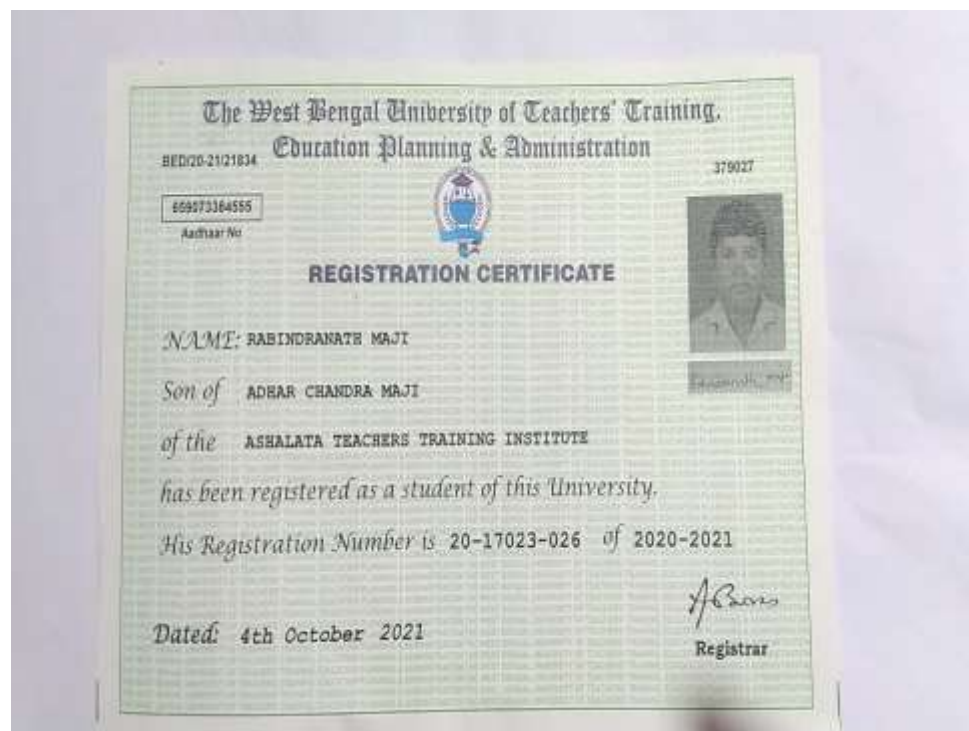 The West Bengal University of Teachers' Training,
Education Planning & Administration
BED/20-21/21834
379027
659073364555
Aadhaar No
REGISTRATION CERTIFICATE
NAME: RABINDRANATH MAJI
Son of ADHAR CHANDRA MAJI
of the ASHALATA TEACHERS TRAINING INSTITUTE
has been registered as a student of this University.
His Registration Number is 20-17023-026 of 2020-2021
Dated: 4th October 2021
Registrar